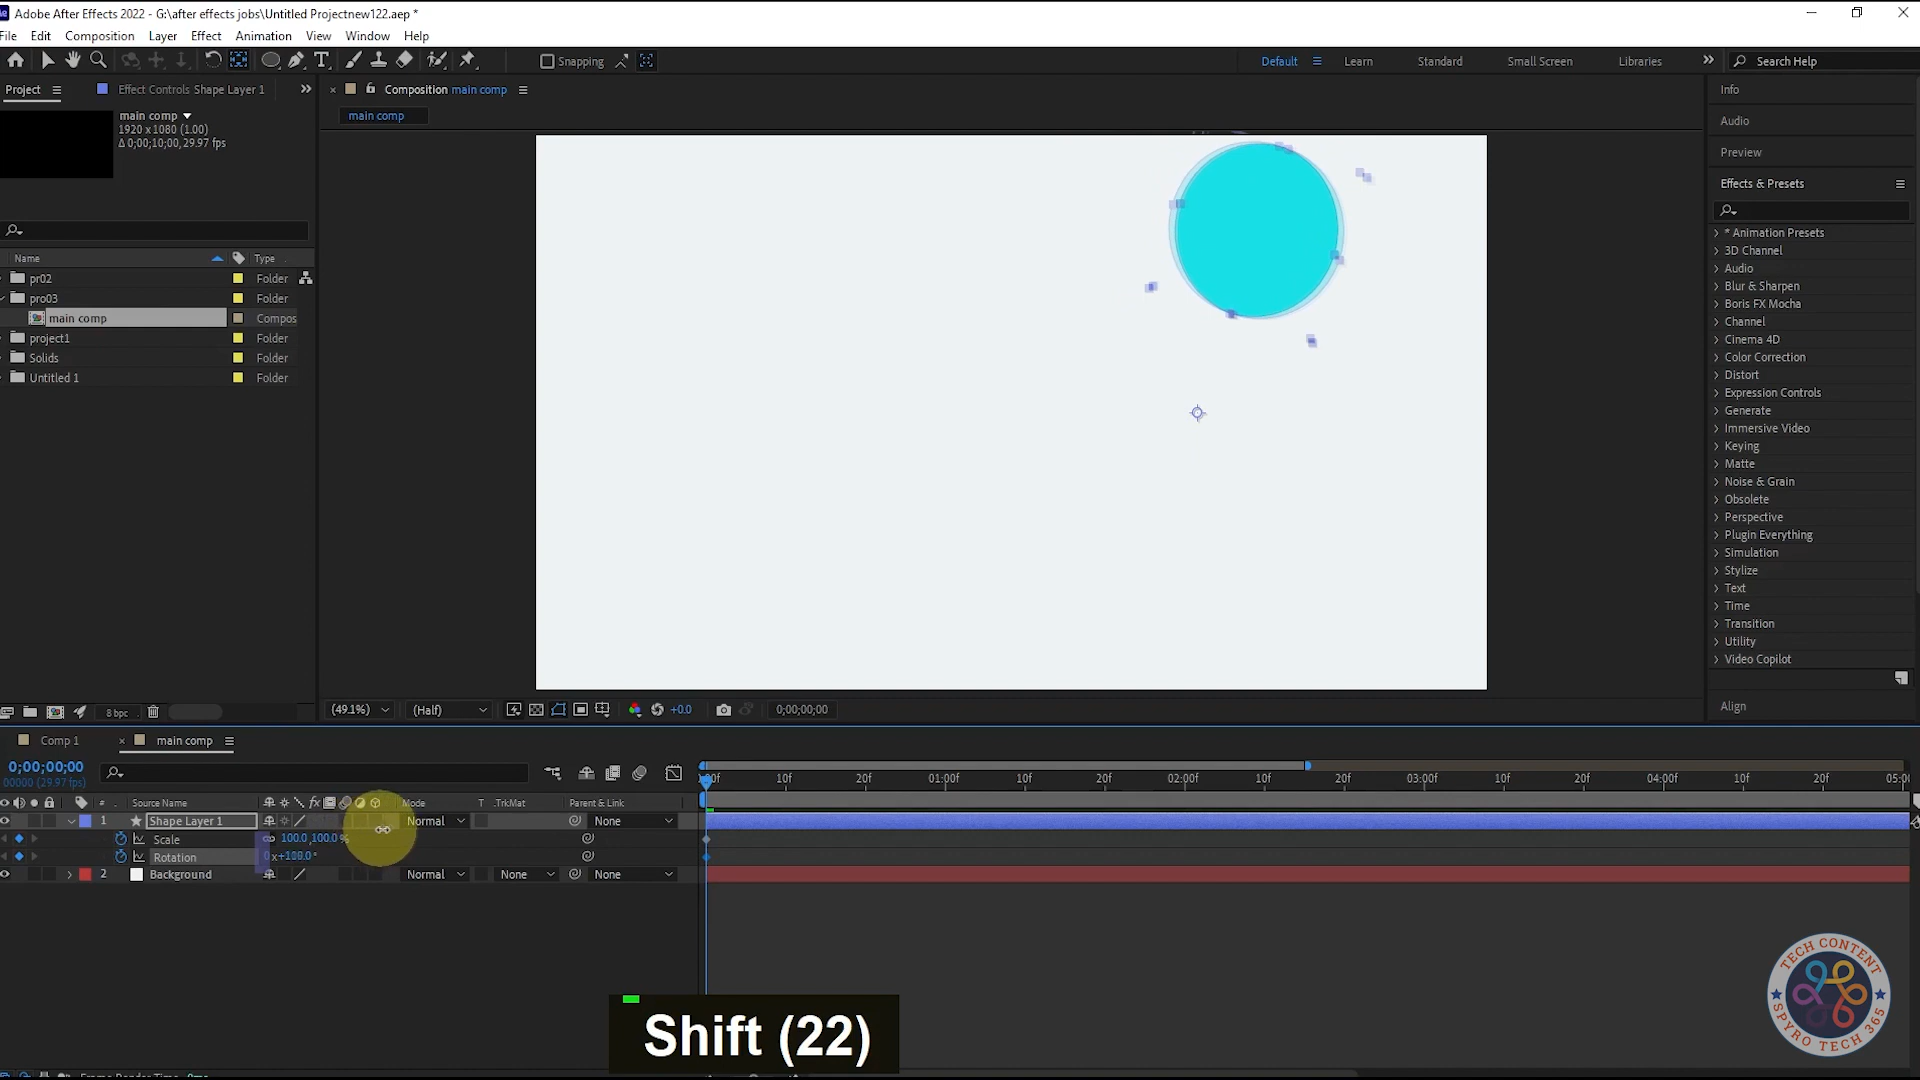 Adobe After Effects 2022 - G:\after effects jobs\Untitled Projectnew122.aep *
File Edit Composition Layer Effect Animation View Window Help
Snapping
Default Learn Standard Small Screen Libraries Search Help
Project Effect Controls Shape Layer 1
Composition main comp
main comp
main comp
1920 x 1080 (1.00)
Δ 0;00;10;00, 29.97 fps
Name Type
pr02 Folder
pro03 Folder
main comp Compos
project1 Folder
Solids Folder
Untitled 1 Folder
8 bpc
(49.1%) (Half) +0.0 0;00;00;00
Info
Audio
Preview
Effects & Presets
* Animation Presets
3D Channel
Audio
Blur & Sharpen
Boris FX Mocha
Channel
Cinema 4D
Color Correction
Distort
Expression Controls
Generate
Immersive Video
Keying
Matte
Noise & Grain
Obsolete
Perspective
Plugin Everything
Simulation
Stylize
Text
Time
Transition
Utility
Video Copilot
Align
Comp 1 main comp
0;00;00;00
00000 (29.97 fps)
# Source Name Mode T .TrkMat Parent & Link
10f 20f 01:00f 10f 20f 02:00f 10f 20f 03:00f 10f 20f 04:00f 10f 20f 05:00
1 Shape Layer 1 Normal None
Scale 100.0,100.0 %
Rotation
2 Background Normal None None
Frame Render Time 0ms
Shift (22)
TECH CONTENT
SPYRO TECH 365